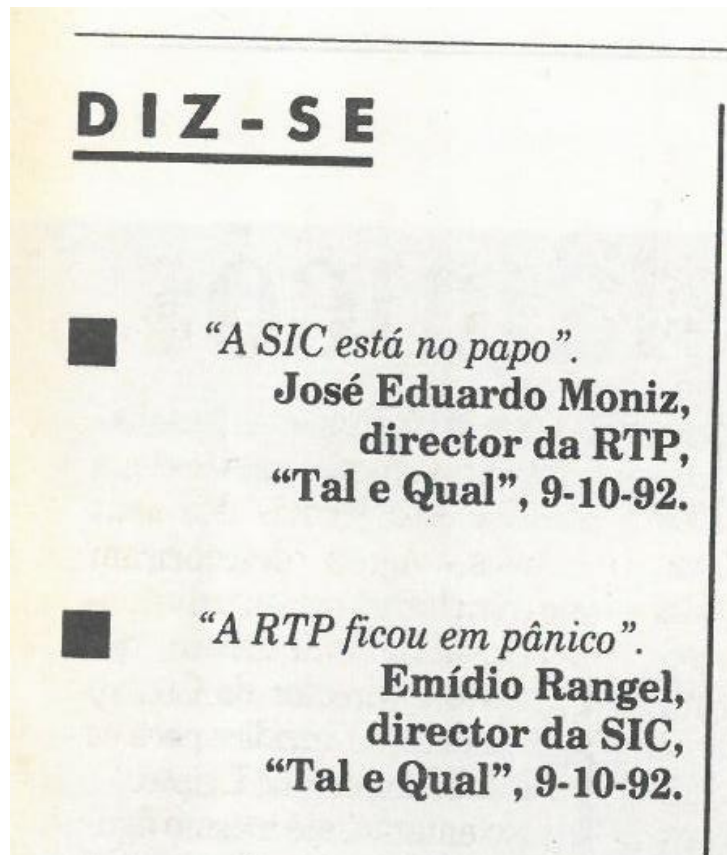 DIZ-SE
“A SIC está no papo”.
José Eduardo Moniz,
director da RTP,
“Tal e Qual”, 9-10-92.
“A RTP ficou em pânico”.
Emídio Rangel,
director da SIC,
“Tal e Qual”, 9-10-92.